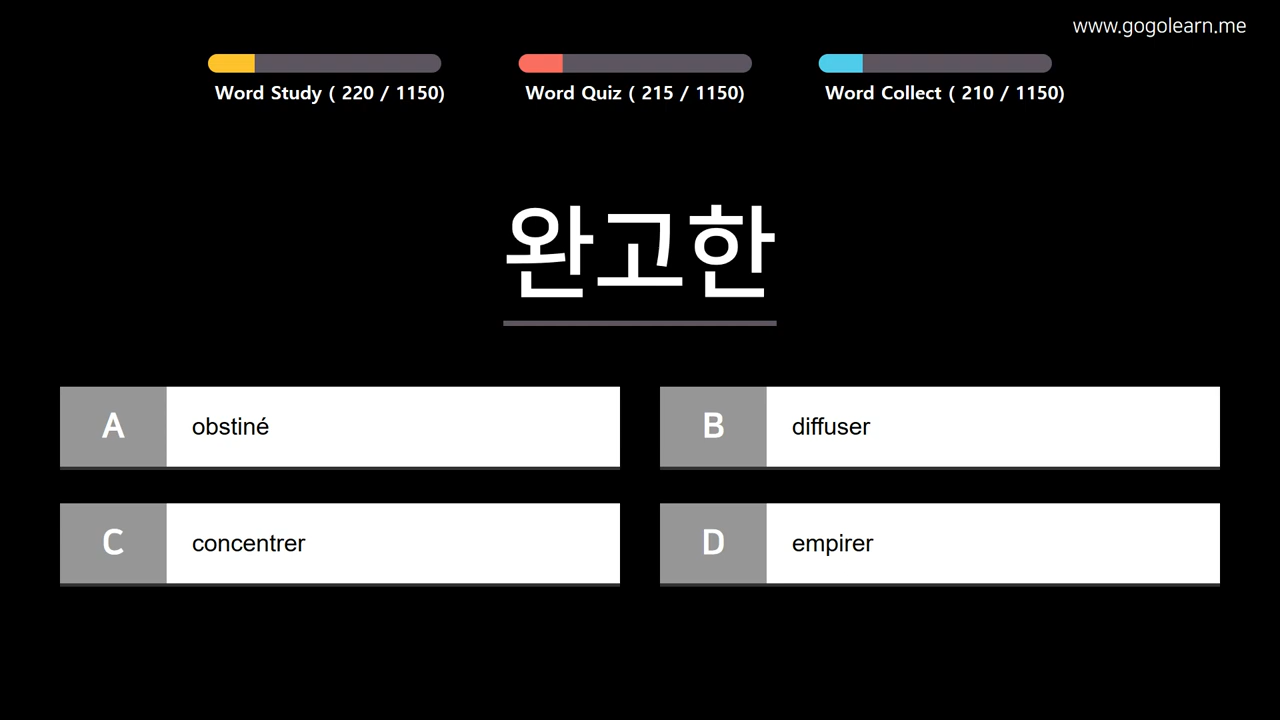 www.gogolearn.me
Word Study ( 220 / 1150)
Word Quiz ( 215 / 1150)
Word Collect ( 210 / 1150)
완고한
A
obstiné
B
diffuser
C
concentrer
D
empirer